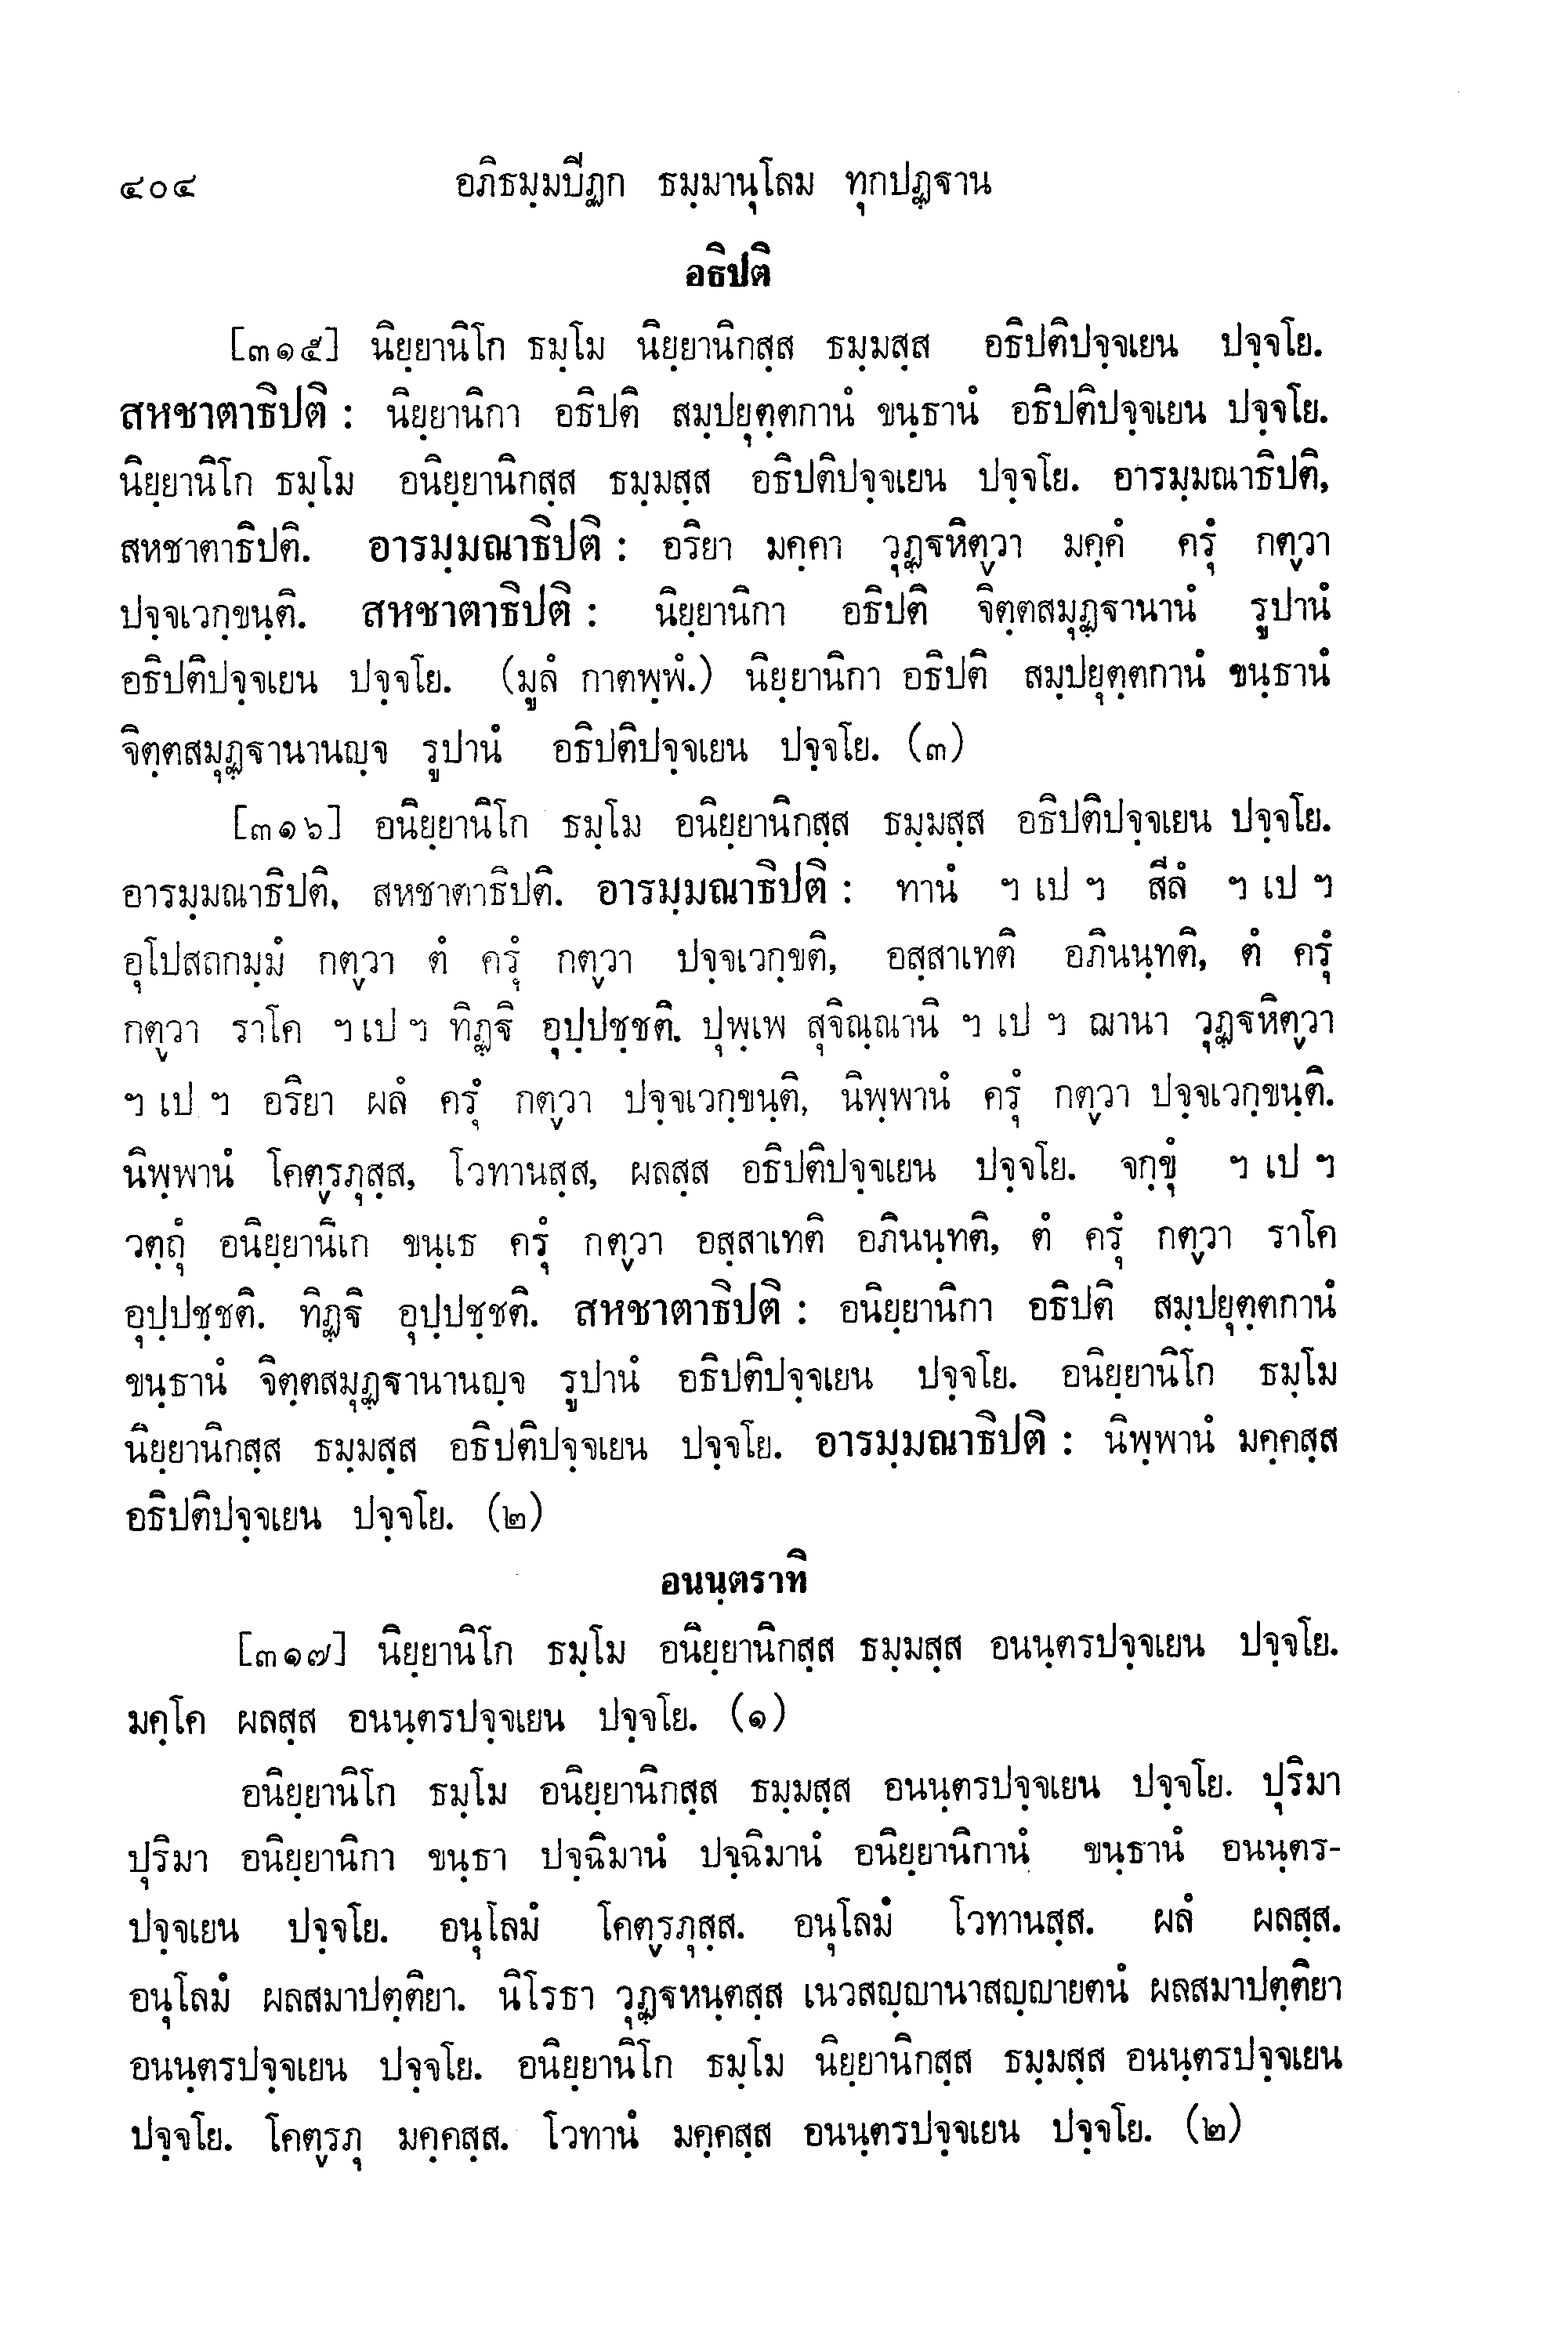 ๔๐๔ อภิธมฺมปีฏก ธมฺมานุโลม ทุกปฏฺฐาน
อธิปติ
[๓๑๕] นิยฺยานิโก ธมฺโม นิยฺยานิกสฺส ธมฺมสฺส อธิปติปจฺจเยน ปจฺจโย.
สหชาตาธิปติ : นิยฺยานิกา อธิปติ สมฺปยุตฺตกานํ ขนฺธานํ อธิปติปจฺจเยน ปจฺจโย.
นิยฺยานิโก ธมฺโม อนิยฺยานิกสฺส ธมฺมสฺส อธิปติปจฺจเยน ปจฺจโย. อารมฺมณาธิปติ,
สหชาตาธิปติ. อารมฺมณาธิปติ : อริยา มคฺคา วุฏฺฐหิตฺวา มคฺคํ ครุํ กตฺวา
ปจฺจเวกฺขนฺติ. สหชาตาธิปติ : นิยฺยานิกา อธิปติ จิตฺตสมุฏฺฐานานํ รูปานํ
อธิปติปจฺจเยน ปจฺจโย. (มูลํ กาตพฺพํ.) นิยฺยานิกา อธิปติ สมฺปยุตฺตกานํ ขนฺธานํ
จิตฺตสมุฏฺฐานานญฺจ รูปานํ อธิปติปจฺจเยน ปจฺจโย. (๓)
[๓๑๖] อนิยฺยานิโก ธมฺโม อนิยฺยานิกสฺส ธมฺมสฺส อธิปติปจฺจเยน ปจฺจโย.
อารมฺมณาธิปติ, สหชาตาธิปติ. อารมฺมณาธิปติ : ทานํ ฯ เป ฯ สีลํ ฯ เป ฯ
อุโปสถกมฺมํ กตฺวา ตํ ครุํ กตฺวา ปจฺจเวกฺขติ, อสฺสาเทติ อภินนฺทติ, ตํ ครุํ
กตฺวา ราโค ฯ เป ฯ ทิฏฺฐิ อุปฺปชฺชติ. ปุพฺเพ สุจิณฺณานิ ฯ เป ฯ ฌานา วุฏฺฐหิตฺวา
ฯ เป ฯ อริยา ผลํ ครุํ กตฺวา ปจฺจเวกฺขนฺติ, นิพฺพานํ ครุํ กตฺวา ปจฺจเวกฺขนฺติ.
นิพฺพานํ โคตฺรภุสฺส, โวทานสฺส, ผลสฺส อธิปติปจฺจเยน ปจฺจโย. จกฺขุํ ฯ เป ฯ
วตฺถุํ อนิยฺยานิเก ขนฺเธ ครุํ กตฺวา อสฺสาเทติ อภินนฺทติ, ตํ ครุํ กตฺวา ราโค
อุปฺปชฺชติ. ทิฏฺฐิ อุปฺปชฺชติ. สหชาตาธิปติ : อนิยฺยานิกา อธิปติ สมฺปยุตฺตกานํ
ขนฺธานํ จิตฺตสมุฏฺฐานานญฺจ รูปานํ อธิปติปจฺจเยน ปจฺจโย. อนิยฺยานิโก ธมฺโม
นิยฺยานิกสฺส ธมฺมสฺส อธิปติปจฺจเยน ปจฺจโย. อารมฺมณาธิปติ : นิพฺพานํ มคฺคสฺส
อธิปติปจฺจเยน ปจฺจโย. (๒)
อนนฺตราทิ
[๓๑๗] นิยฺยานิโก ธมฺโม อนิยฺยานิกสฺส ธมฺมสฺส อนนฺตรปจฺจเยน ปจฺจโย.
มคฺโค ผลสฺส อนนฺตรปจฺจเยน ปจฺจโย. (๑)
อนิยฺยานิโก ธมฺโม อนิยฺยานิกสฺส ธมฺมสฺส อนนฺตรปจฺจเยน ปจฺจโย. ปุริมา
ปุริมา อนิยฺยานิกา ขนฺธา ปจฺฉิมานํ ปจฺฉิมานํ อนิยฺยานิกานํ ขนฺธานํ อนนฺตร-
ปจฺจเยน ปจฺจโย. อนุโลมํ โคตฺรภุสฺส. อนุโลมํ โวทานสฺส. ผลํ ผลสฺส.
อนุโลมํ ผลสมาปตฺติยา. นิโรธา วุฏฺฐหนฺตสฺส เนวสญฺญานาสญฺญายตนํ ผลสมาปตฺติยา
อนนฺตรปจฺจเยน ปจฺจโย. อนิยฺยานิโก ธมฺโม นิยฺยานิกสฺส ธมฺมสฺส อนนฺตรปจฺจเยน
ปจฺจโย. โคตฺรภุ มคฺคสฺส. โวทานํ มคฺคสฺส อนนฺตรปจฺจเยน ปจฺจโย. (๒)